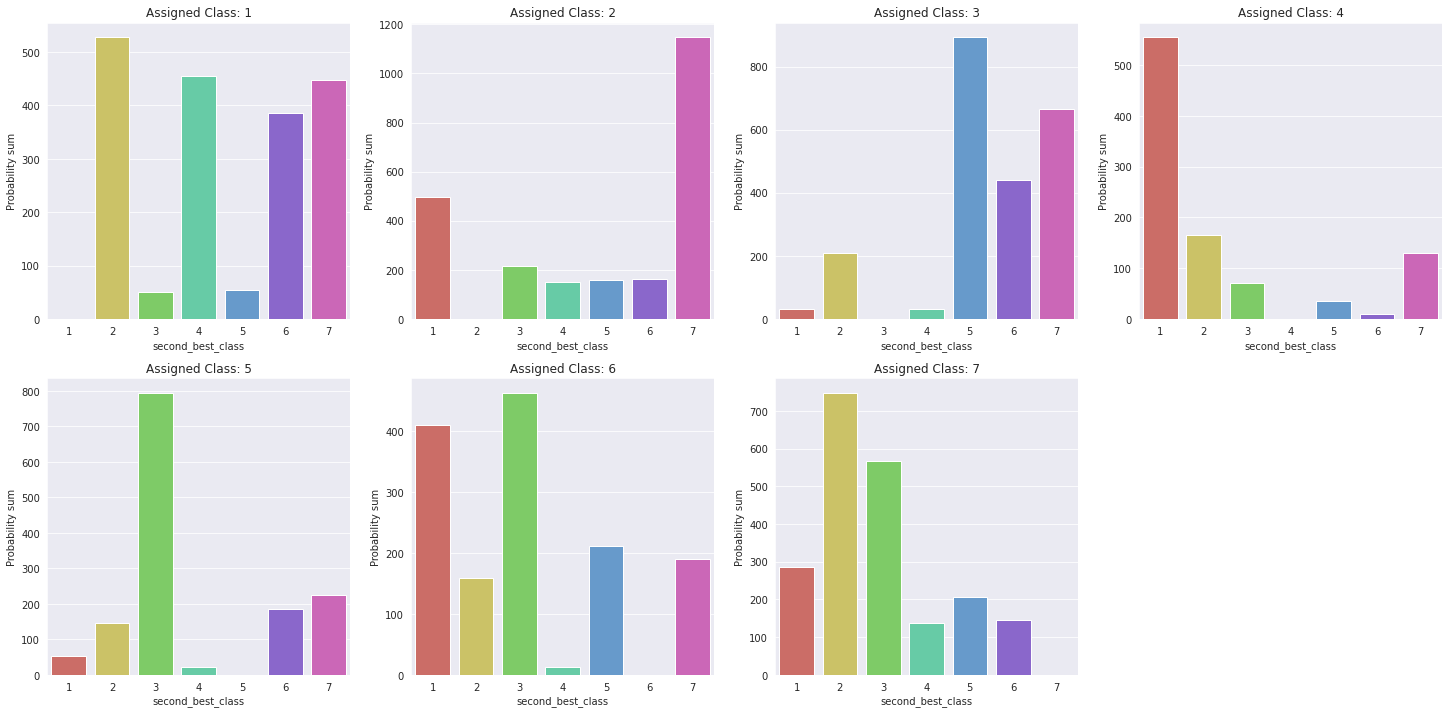 Assigned Class: 1
Probability sum
500
400
300
200
100
0
1 2 3 4 5 6 7
second_best_class
Assigned Class: 2
Probability sum
1200
1000
800
600
400
200
0
1 2 3 4 5 6 7
second_best_class
Assigned Class: 3
Probability sum
800
600
400
200
0
1 2 3 4 5 6 7
second_best_class
Assigned Class: 4
Probability sum
500
400
300
200
100
0
1 2 3 4 5 6 7
second_best_class
Assigned Class: 5
Probability sum
800
700
600
500
400
300
200
100
0
1 2 3 4 5 6 7
second_best_class
Assigned Class: 6
Probability sum
400
300
200
100
0
1 2 3 4 5 6 7
second_best_class
Assigned Class: 7
Probability sum
700
600
500
400
300
200
100
0
1 2 3 4 5 6 7
second_best_class